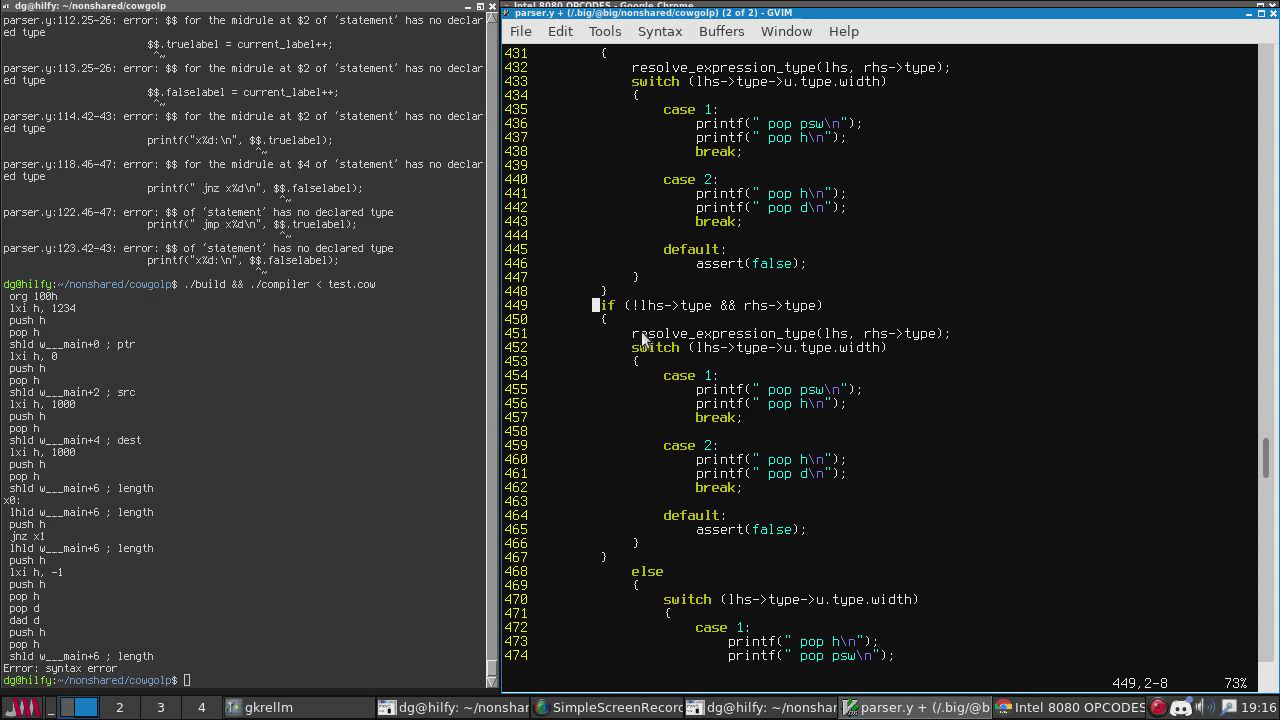 dg@hilfy: ~/nonshared/cowgolp
parser.y:112.25-26: error: $$ for the midrule at $2 of ‘statement’ has no declar
ed type
$$.truelabel = current_label++;
^~
parser.y:113.25-26: error: $$ for the midrule at $2 of ‘statement’ has no declar
ed type
$$.falselabel = current_label++;
^~
parser.y:114.42-43: error: $$ for the midrule at $2 of ‘statement’ has no declar
ed type
printf("x%d:\n", $$.truelabel);
^~
parser.y:118.46-47: error: $$ for the midrule at $4 of ‘statement’ has no declar
ed type
printf(" jnz x%d\n", $$.falselabel);
^~
parser.y:122.46-47: error: $$ of ‘statement’ has no declared type
printf(" jmp x%d\n", $$.truelabel);
^~
parser.y:123.42-43: error: $$ of ‘statement’ has no declared type
printf("x%d:\n", $$.falselabel);
^~
dg@hilfy:~/nonshared/cowgolp$ ./build && ./compiler < test.cow
org 100h
lxi h, 1234
push h
pop h
shld w___main+0 ; ptr
lxi h, 0
push h
pop h
shld w___main+2 ; src
lxi h, 1000
push h
pop h
shld w___main+4 ; dest
lxi h, 1000
push h
pop h
shld w___main+6 ; length
x0:
lhld w___main+6 ; length
push h
jnz x1
lhld w___main+6 ; length
push h
lxi h, -1
push h
pop h
pop d
dad d
push h
pop h
shld w___main+6 ; length
Error: syntax error
dg@hilfy:~/nonshared/cowgolp$
Intel 8080 OPCODES - Google Chrome
parser.y + (/.big/@big/nonshared/cowgolp) (2 of 2) - GVIM
File Edit Tools Syntax Buffers Window Help
431 {
432 resolve_expression_type(lhs, rhs->type);
433 switch (lhs->type->u.type.width)
434 {
435 case 1:
436 printf(" pop psw\n");
437 printf(" pop h\n");
438 break;
439
440 case 2:
441 printf(" pop h\n");
442 printf(" pop d\n");
443 break;
444
445 default:
446 assert(false);
447 }
448 }
449 if (!lhs->type && rhs->type)
450 {
451 resolve_expression_type(lhs, rhs->type);
452 switch (lhs->type->u.type.width)
453 {
454 case 1:
455 printf(" pop psw\n");
456 printf(" pop h\n");
457 break;
458
459 case 2:
460 printf(" pop h\n");
461 printf(" pop d\n");
462 break;
463
464 default:
465 assert(false);
466 }
467 }
468 else
469 {
470 switch (lhs->type->u.type.width)
471 {
472 case 1:
473 printf(" pop h\n");
474 printf(" pop psw\n");
449,2-8 73%
2 3 4 gkrellm dg@hilfy: ~/nonshar SimpleScreenRecord dg@hilfy: ~/nonshar parser.y + (/.big/@b Intel 8080 OPCODES 19:16